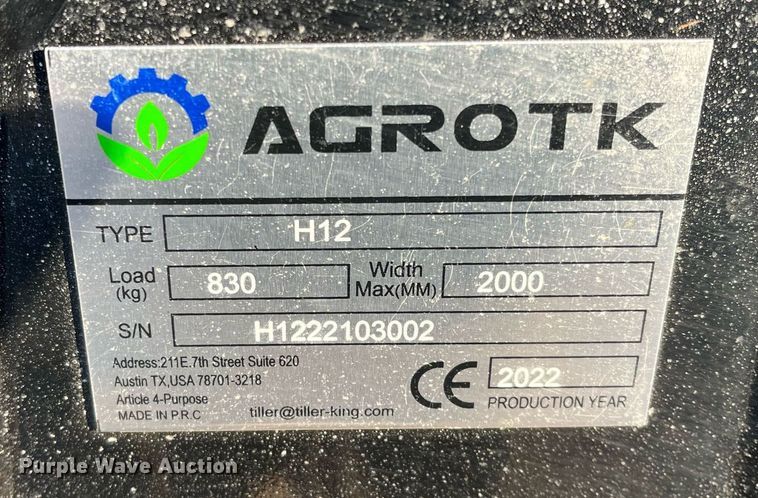 AGROTK
TYPE H12
Load (kg) 830 Width Max(MM) 2000
S/N H1222103002
Address:211E.7th Street Suite 620
Austin TX,USA 78701-3218
Article 4-Purpose
MADE IN P.R.C
tiller@tiller-king.com
CE 2022
PRODUCTION YEAR
Purple Wave Auction